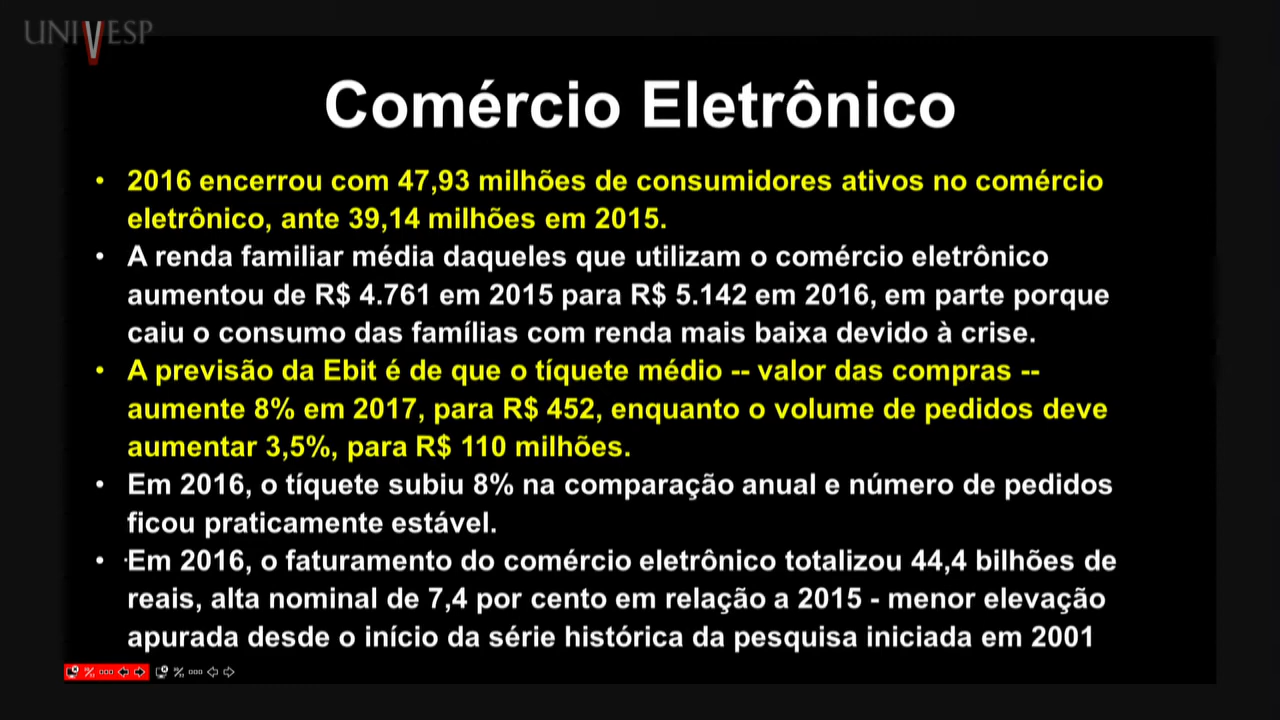 UNIVESP
Comércio Eletrônico
• 2016 encerrou com 47,93 milhões de consumidores ativos no comércio
eletrônico, ante 39,14 milhões em 2015.
• A renda familiar média daqueles que utilizam o comércio eletrônico
aumentou de R$ 4.761 em 2015 para R$ 5.142 em 2016, em parte porque
caiu o consumo das famílias com renda mais baixa devido à crise.
• A previsão da Ebit é de que o tíquete médio -- valor das compras --
aumente 8% em 2017, para R$ 452, enquanto o volume de pedidos deve
aumentar 3,5%, para R$ 110 milhões.
• Em 2016, o tíquete subiu 8% na comparação anual e número de pedidos
ficou praticamente estável.
• Em 2016, o faturamento do comércio eletrônico totalizou 44,4 bilhões de
reais, alta nominal de 7,4 por cento em relação a 2015 - menor elevação
apurada desde o início da série histórica da pesquisa iniciada em 2001